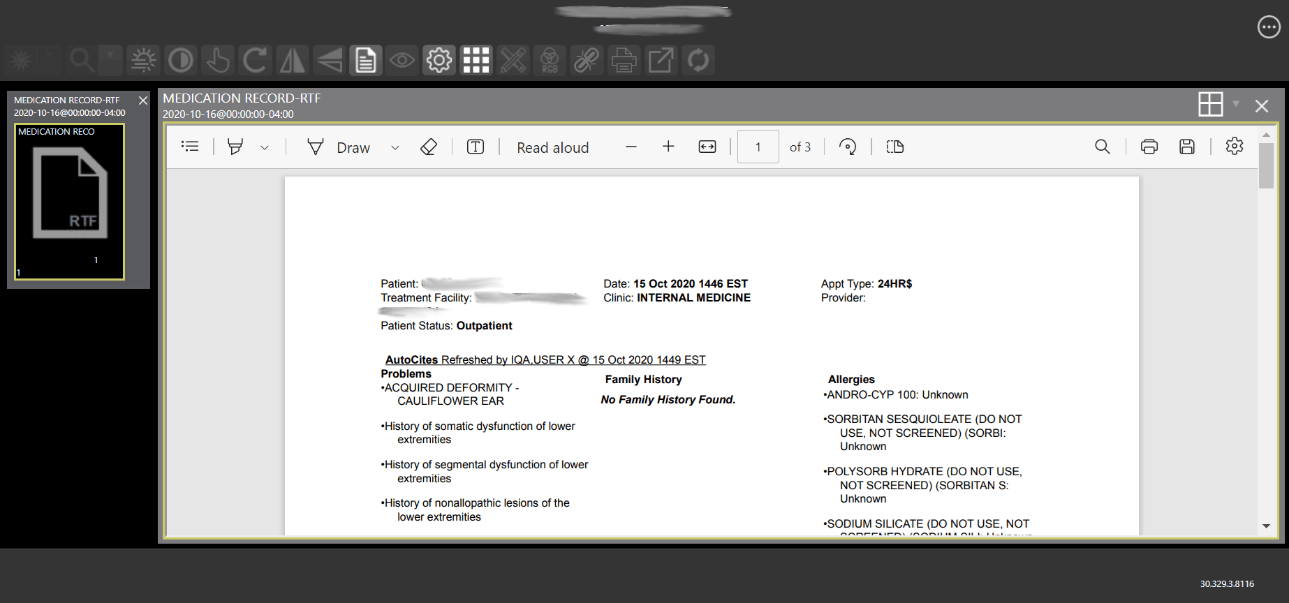 RGB
MEDICATION RECORD-RTF
2020-10-16@00:00:00-04:00
MEDICATION RECO
RTF
1
1
MEDICATION RECORD-RTF
2020-10-16@00:00:00-04:00
Draw
Read aloud
1 of 3
Patient:
Treatment Facility:
Patient Status: Outpatient
Date: 15 Oct 2020 1446 EST
Clinic: INTERNAL MEDICINE
Appt Type: 24HR$
Provider:
AutoCites Refreshed by IQA,USER X @ 15 Oct 2020 1449 EST
Problems
•ACQUIRED DEFORMITY -
CAULIFLOWER EAR
•History of somatic dysfunction of lower
extremities
•History of segmental dysfunction of lower
extremities
•History of nonallopathic lesions of the
lower extremities
Family History
No Family History Found.
Allergies
•ANDRO-CYP 100: Unknown
•SORBITAN SESQUIOLEATE (DO NOT
USE, NOT SCREENED) (SORBI:
Unknown
•POLYSORB HYDRATE (DO NOT USE,
NOT SCREENED) (SORBITAN S:
Unknown
•SODIUM SILICATE (DO NOT USE, NOT
30.329.3.8116